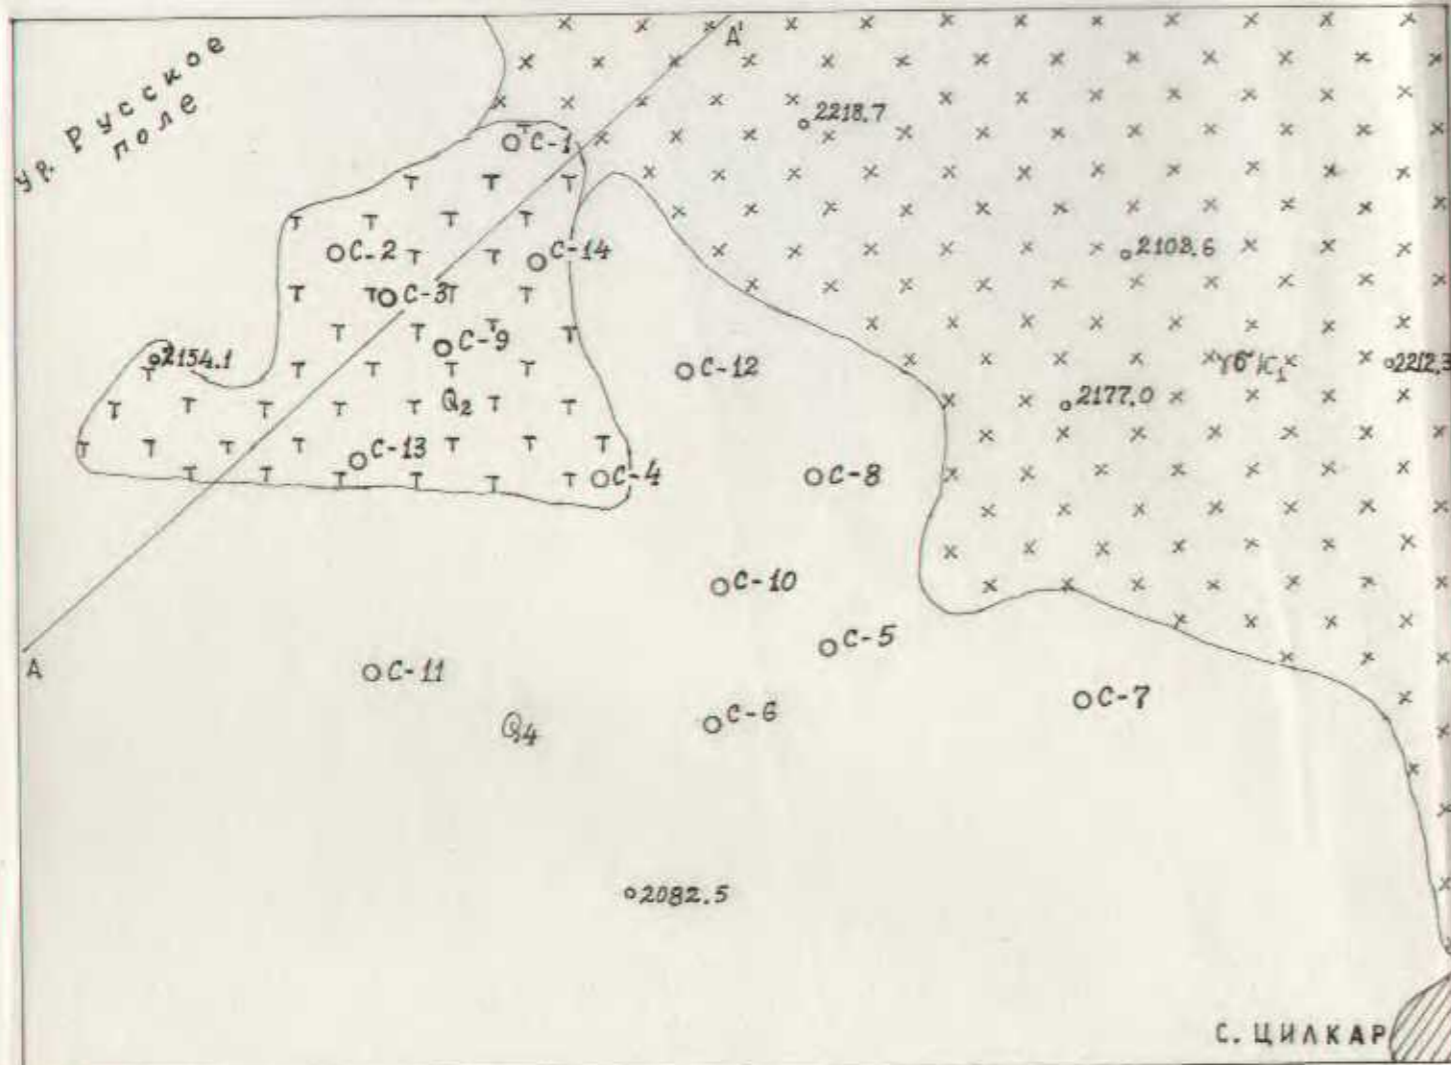 ур. Русское
поле
А'
2218.7
С-1
С-2
С-14
2103.6
С-3
С-9
2154.1
С-12
2212.3
2177.0
Q2
С-13
С-4
С-8
С-10
С-5
А
С-11
С-7
С-6
Q4
2082.5
С. ЦИЛКАР